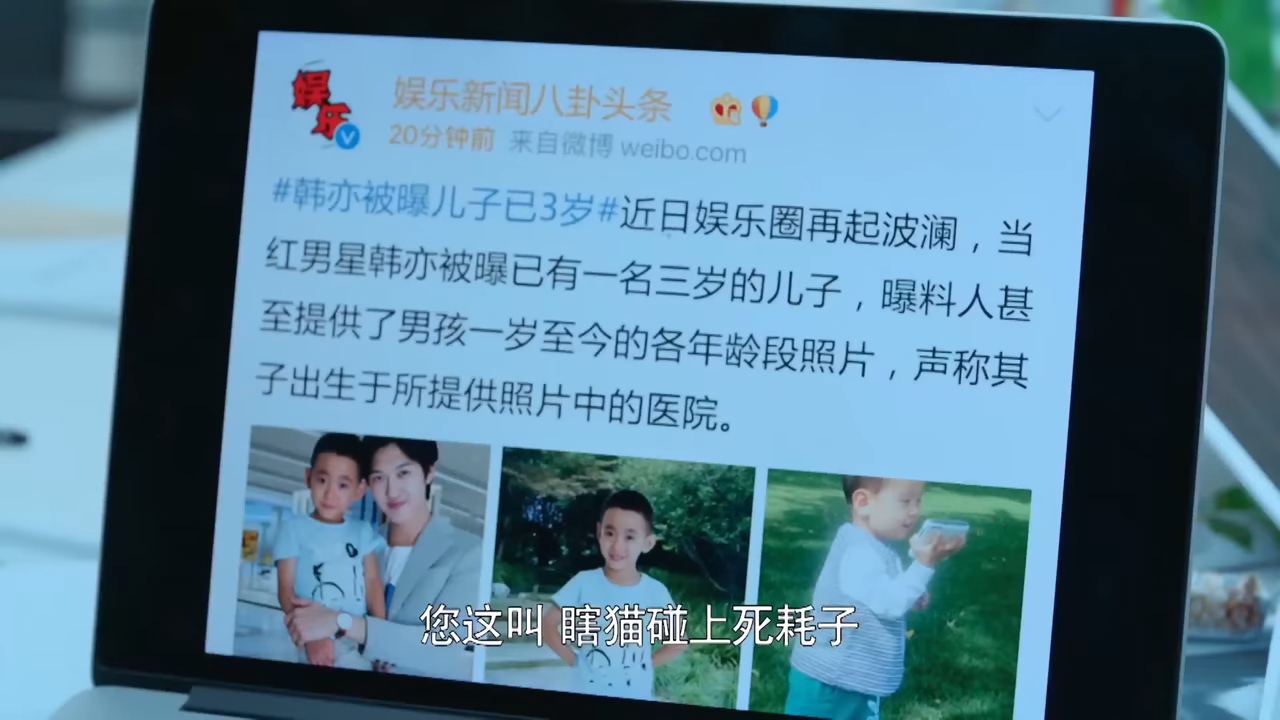 娱乐
娱乐新闻八卦头条
20分钟前 来自微博 weibo.com
#韩亦被曝儿子已3岁#近日娱乐圈再起波澜，当
红男星韩亦被曝已有一名三岁的儿子，曝料人甚
至提供了男孩一岁至今的各年龄段照片，声称其
子出生于所提供照片中的医院。
您这叫 瞎猫碰上死耗子